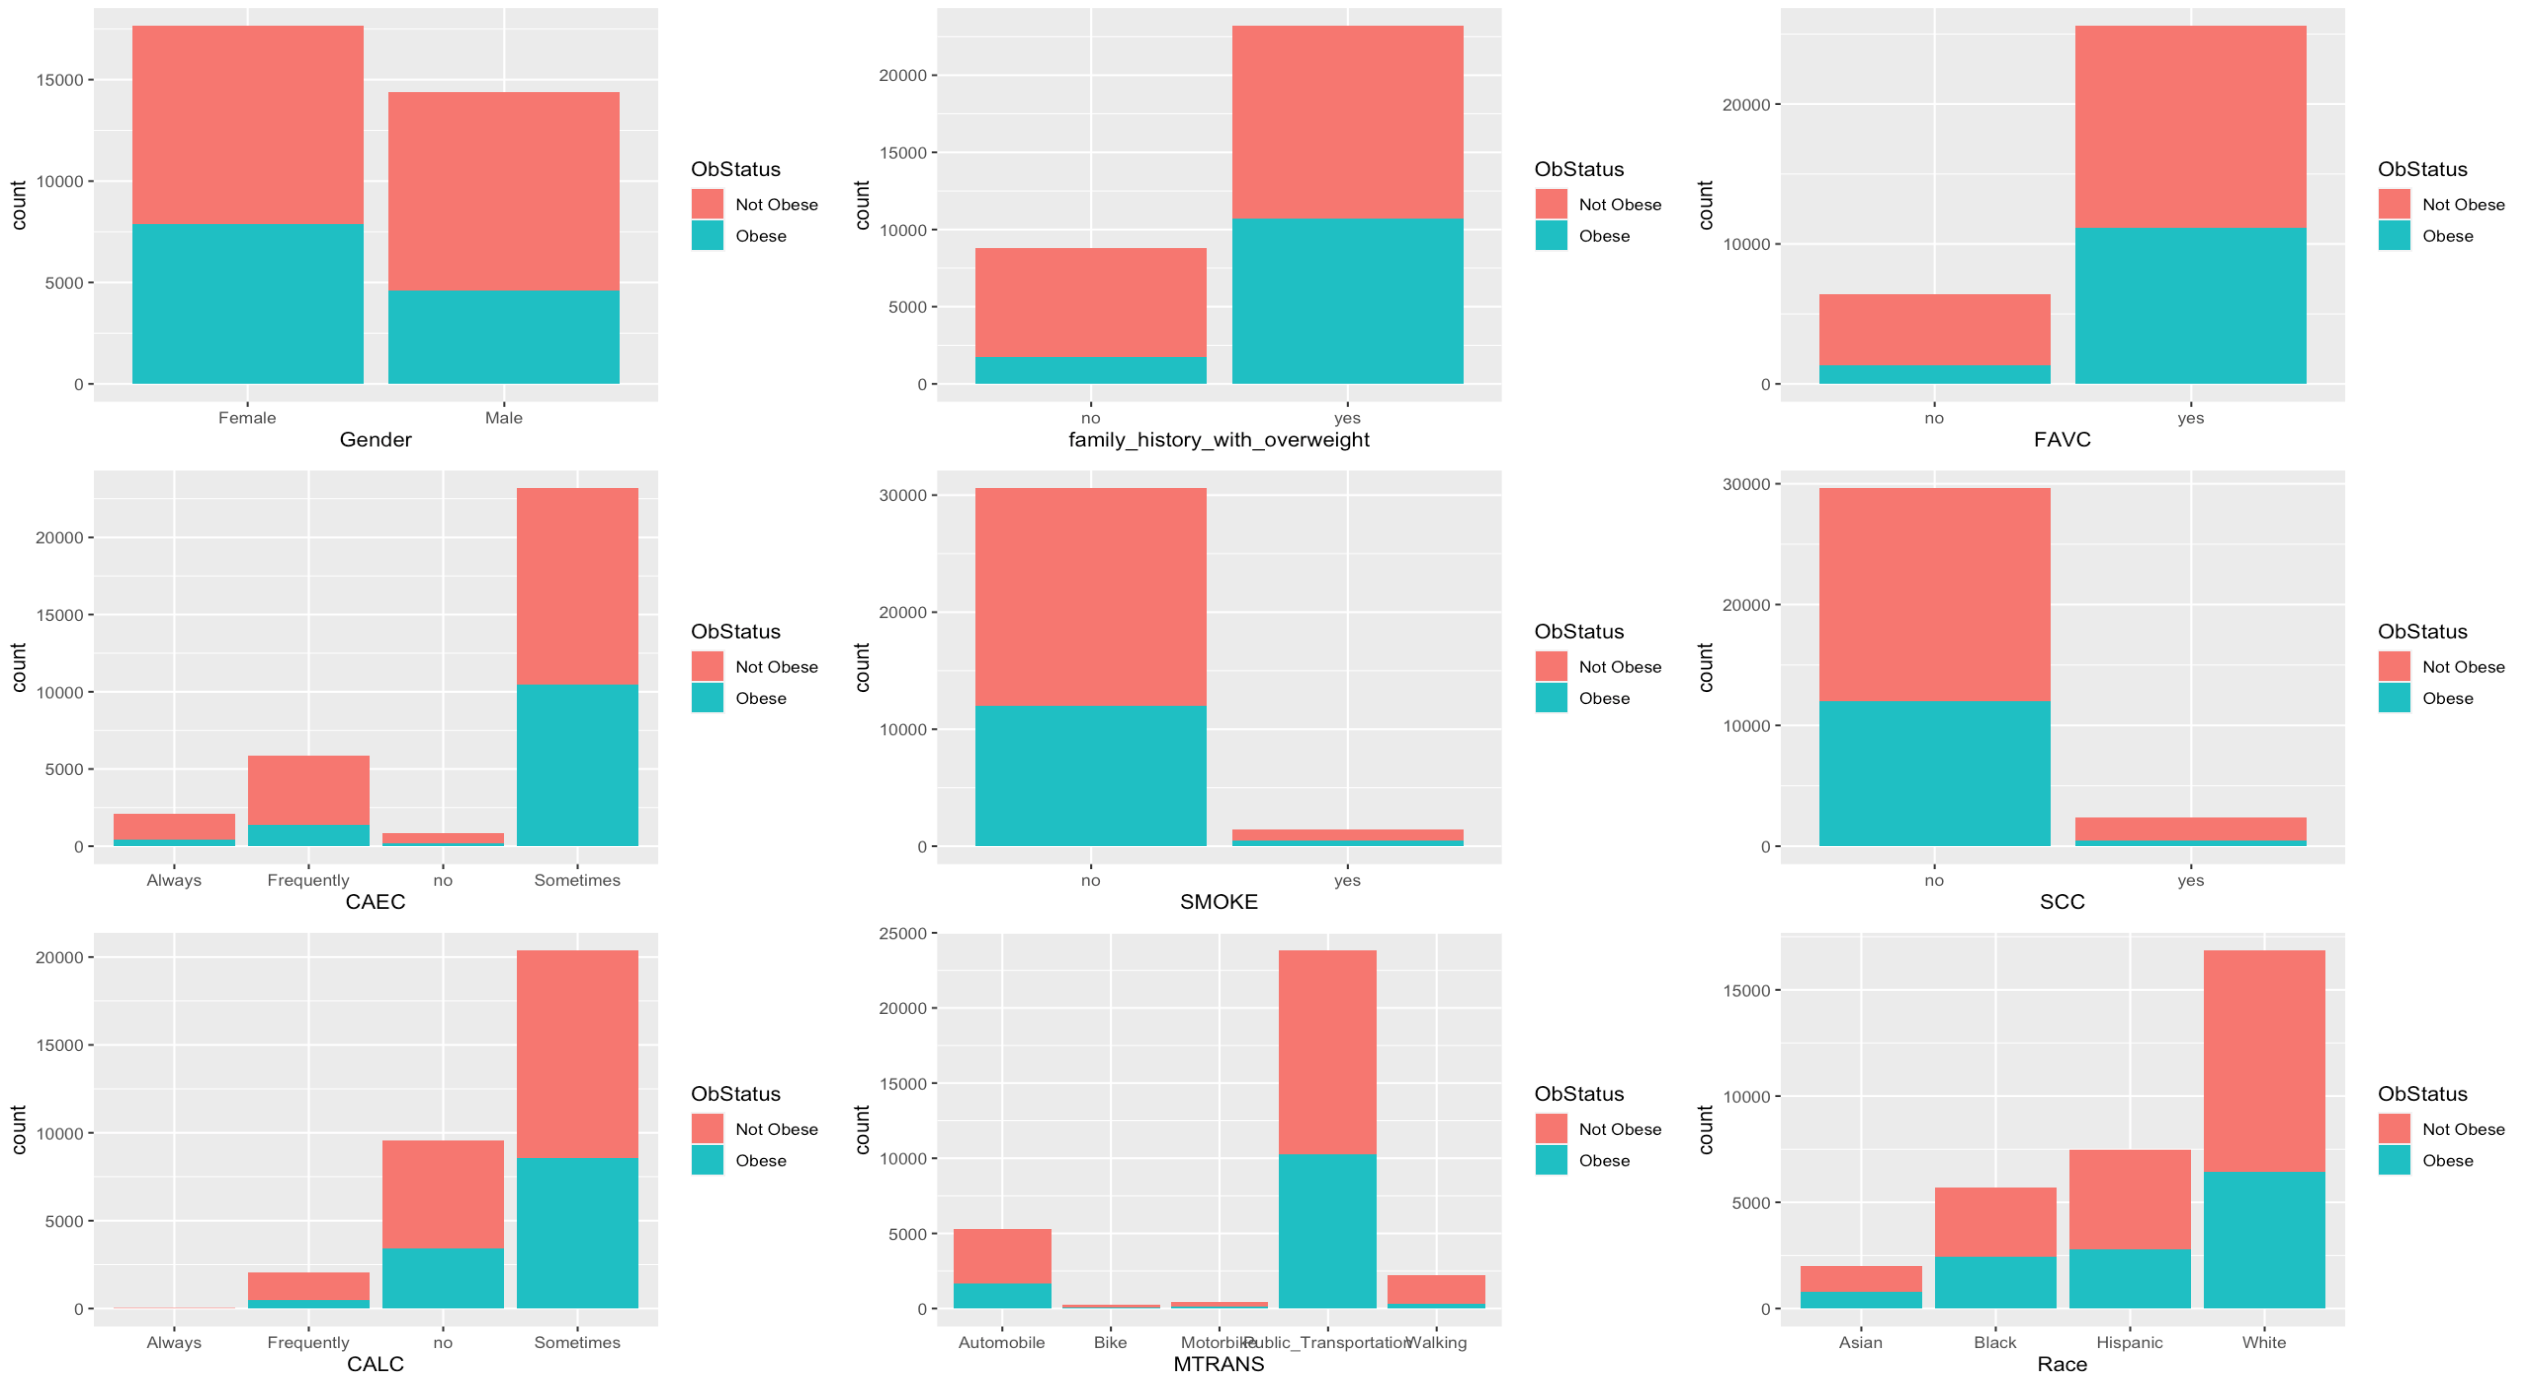 count
15000
10000
5000
0
Female Male
Gender
ObStatus
Not Obese
Obese
count
20000
15000
10000
5000
0
no yes
family_history_with_overweight
ObStatus
Not Obese
Obese
count
20000
10000
0
no yes
FAVC
ObStatus
Not Obese
Obese
count
20000
15000
10000
5000
0
Always Frequently no Sometimes
CAEC
ObStatus
Not Obese
Obese
count
30000
20000
10000
0
no yes
SMOKE
ObStatus
Not Obese
Obese
count
30000
20000
10000
0
no yes
SCC
ObStatus
Not Obese
Obese
count
20000
15000
10000
5000
0
Always Frequently no Sometimes
CALC
ObStatus
Not Obese
Obese
count
25000
20000
15000
10000
5000
0
Automobile Bike Motorbike Public_Transportation Walking
MTRANS
ObStatus
Not Obese
Obese
count
15000
10000
5000
0
Asian Black Hispanic White
Race
ObStatus
Not Obese
Obese